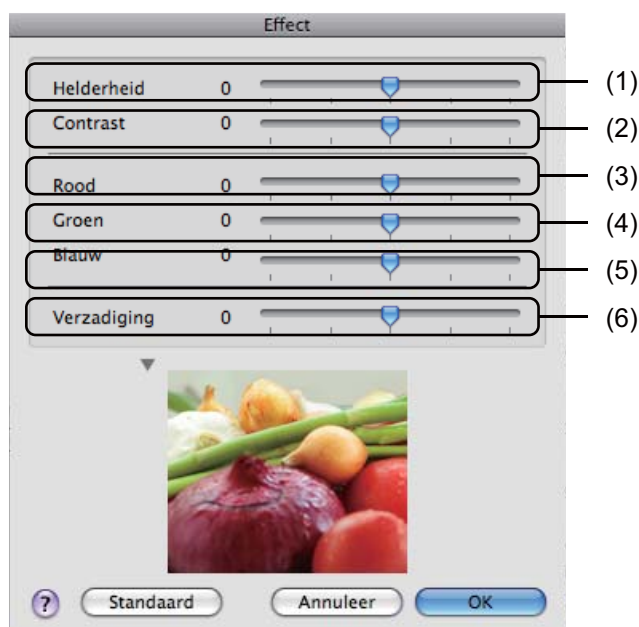 Effect
Helderheid 0 (1)
Contrast 0 (2)
Rood 0 (3)
Groen 0 (4)
Blauw 0 (5)
Verzadiging 0 (6)
? Standaard Annuleer OK